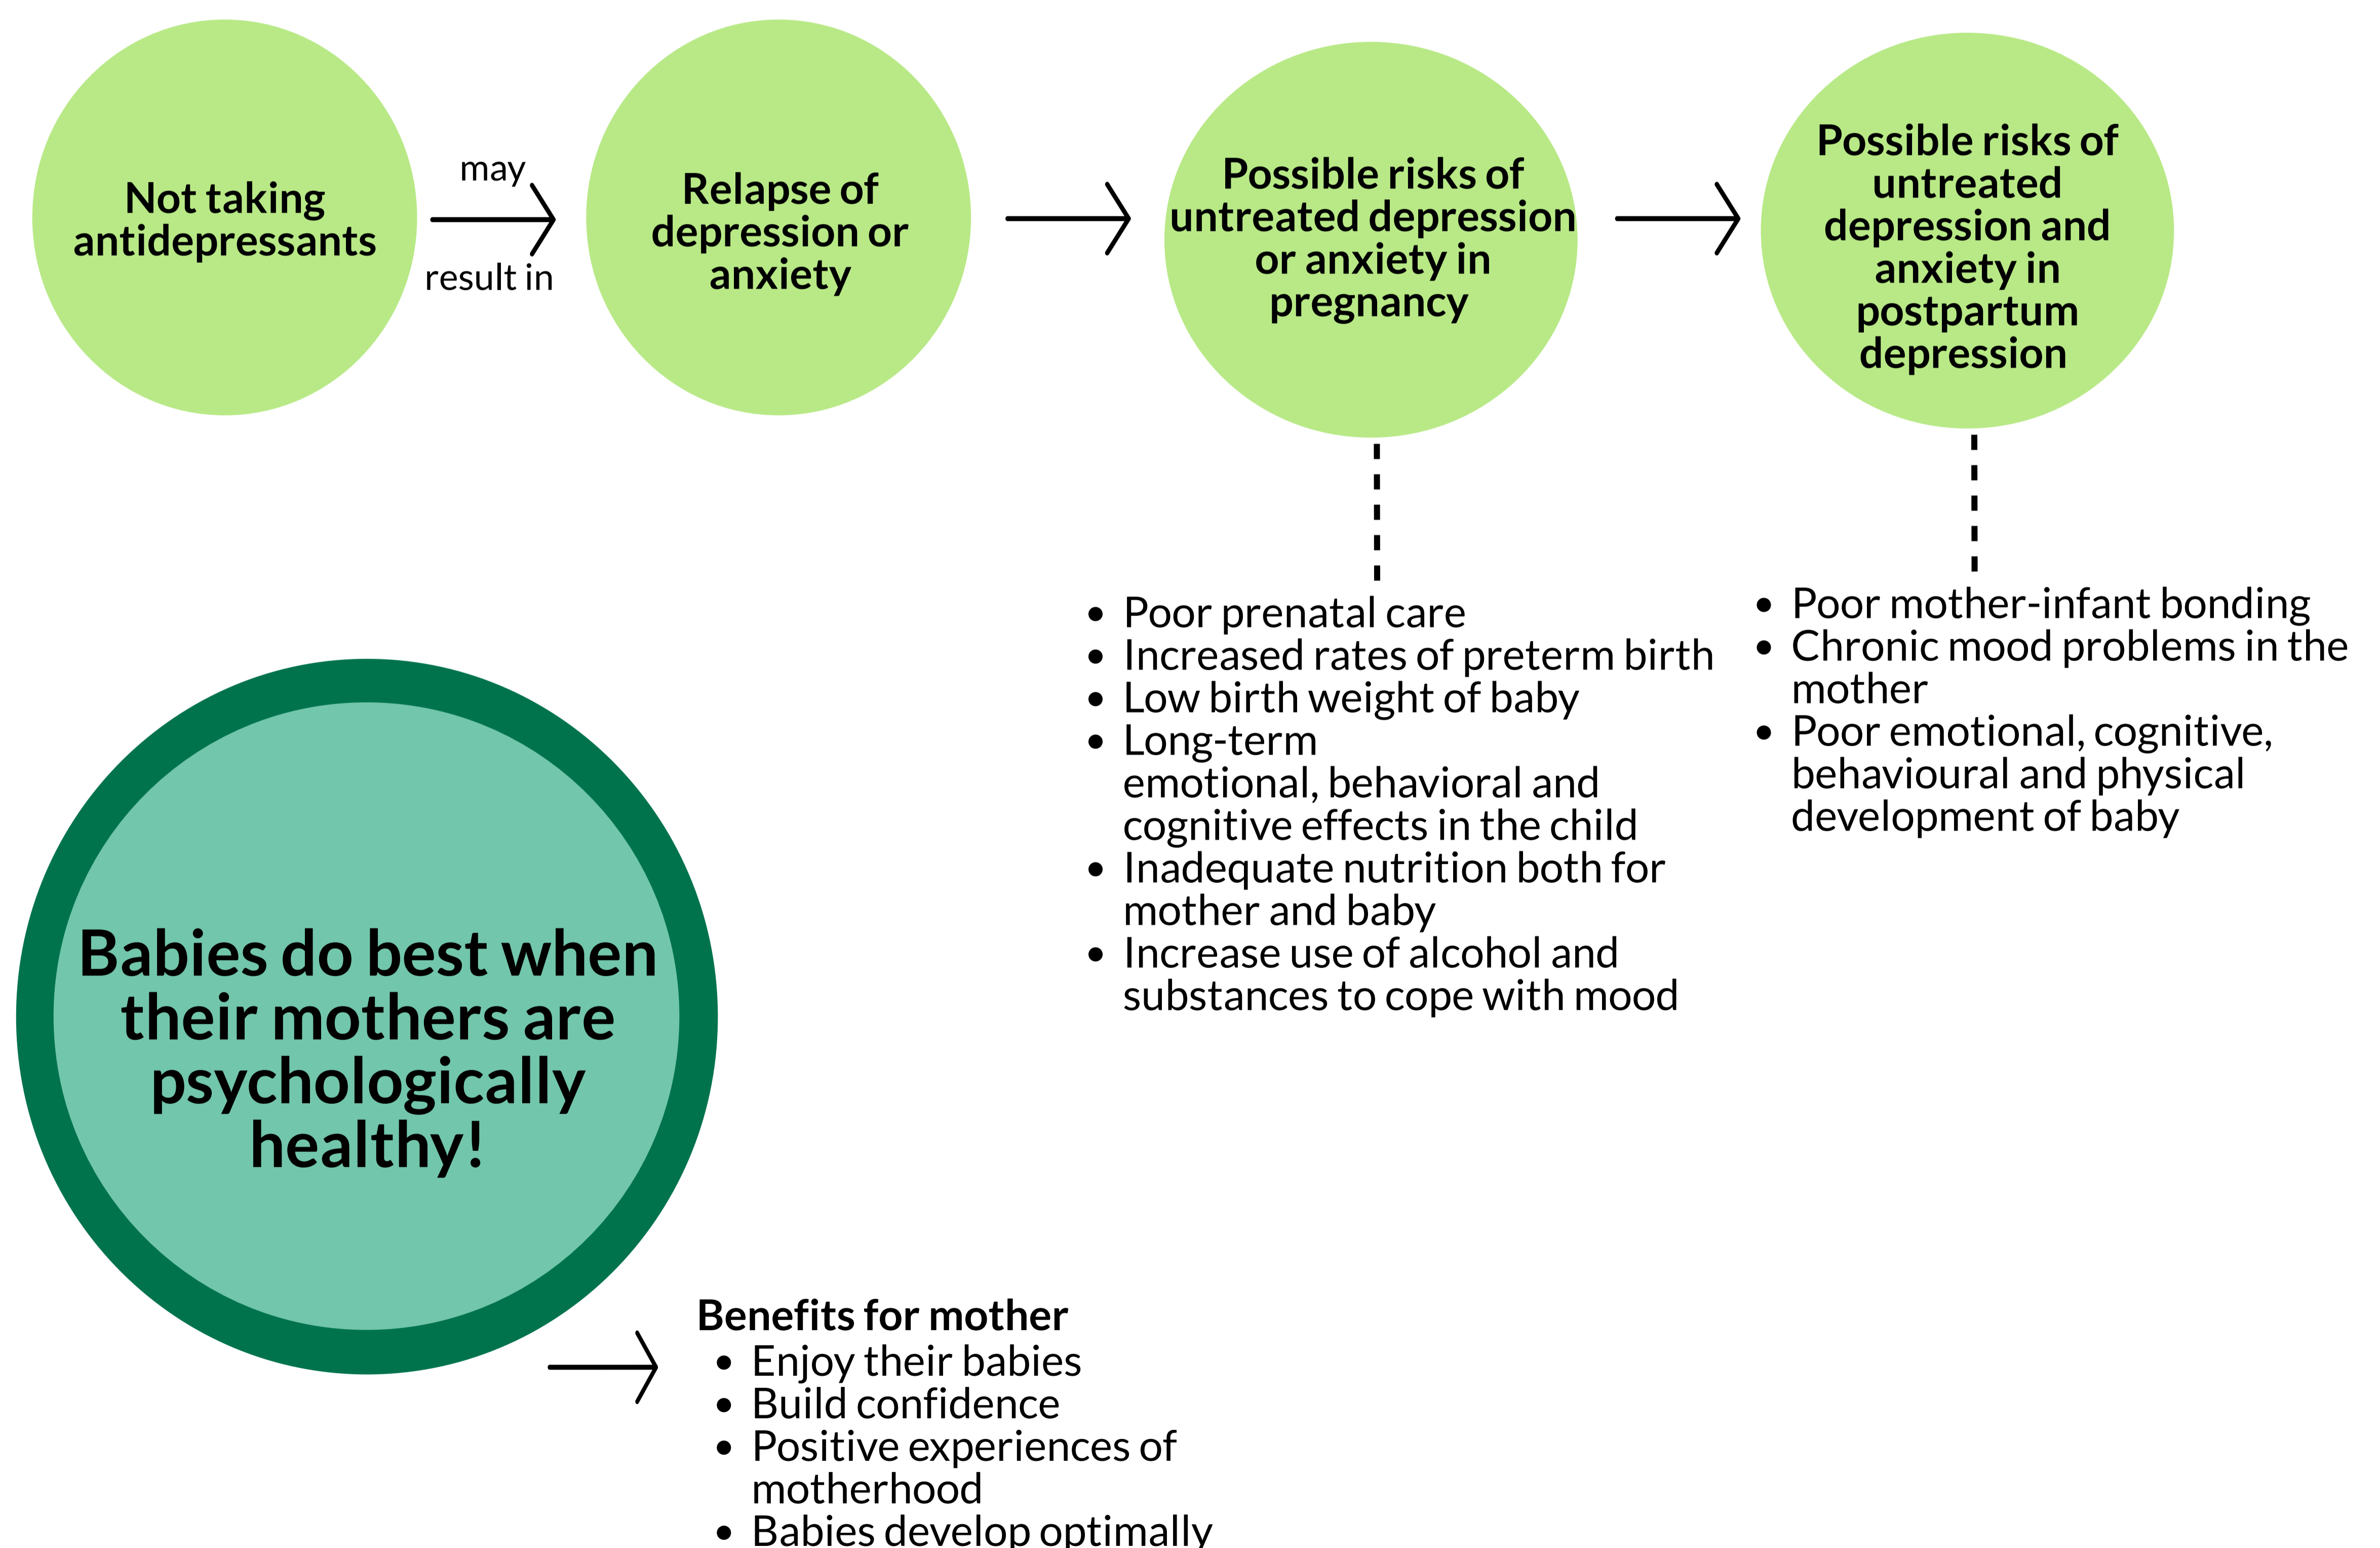 Not taking
antidepressants
may
result in
Relapse of
depression or
anxiety
Possible risks of
untreated depression
or anxiety in
pregnancy
Possible risks of
untreated
depression and
anxiety in
postpartum
depression
• Poor prenatal care
• Increased rates of preterm birth
• Low birth weight of baby
• Long-term
emotional, behavioral and
cognitive effects in the child
• Inadequate nutrition both for
mother and baby
• Increase use of alcohol and
substances to cope with mood
• Poor mother-infant bonding
• Chronic mood problems in the
mother
• Poor emotional, cognitive,
behavioural and physical
development of baby
Babies do best when
their mothers are
psychologically
healthy!
Benefits for mother
• Enjoy their babies
• Build confidence
• Positive experiences of
motherhood
• Babies develop optimally